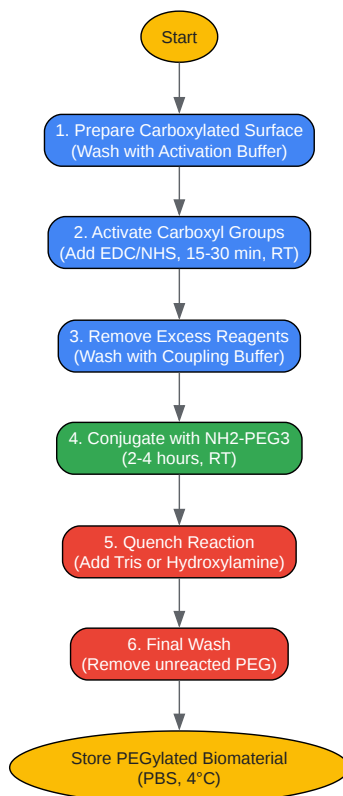 Start
1. Prepare Carboxylated Surface
(Wash with Activation Buffer)
2. Activate Carboxyl Groups
(Add EDC/NHS, 15-30 min, RT)
3. Remove Excess Reagents
(Wash with Coupling Buffer)
4. Conjugate with NH2-PEG3
(2-4 hours, RT)
5. Quench Reaction
(Add Tris or Hydroxylamine)
6. Final Wash
(Remove unreacted PEG)
Store PEGylated Biomaterial
(PBS, 4°C)